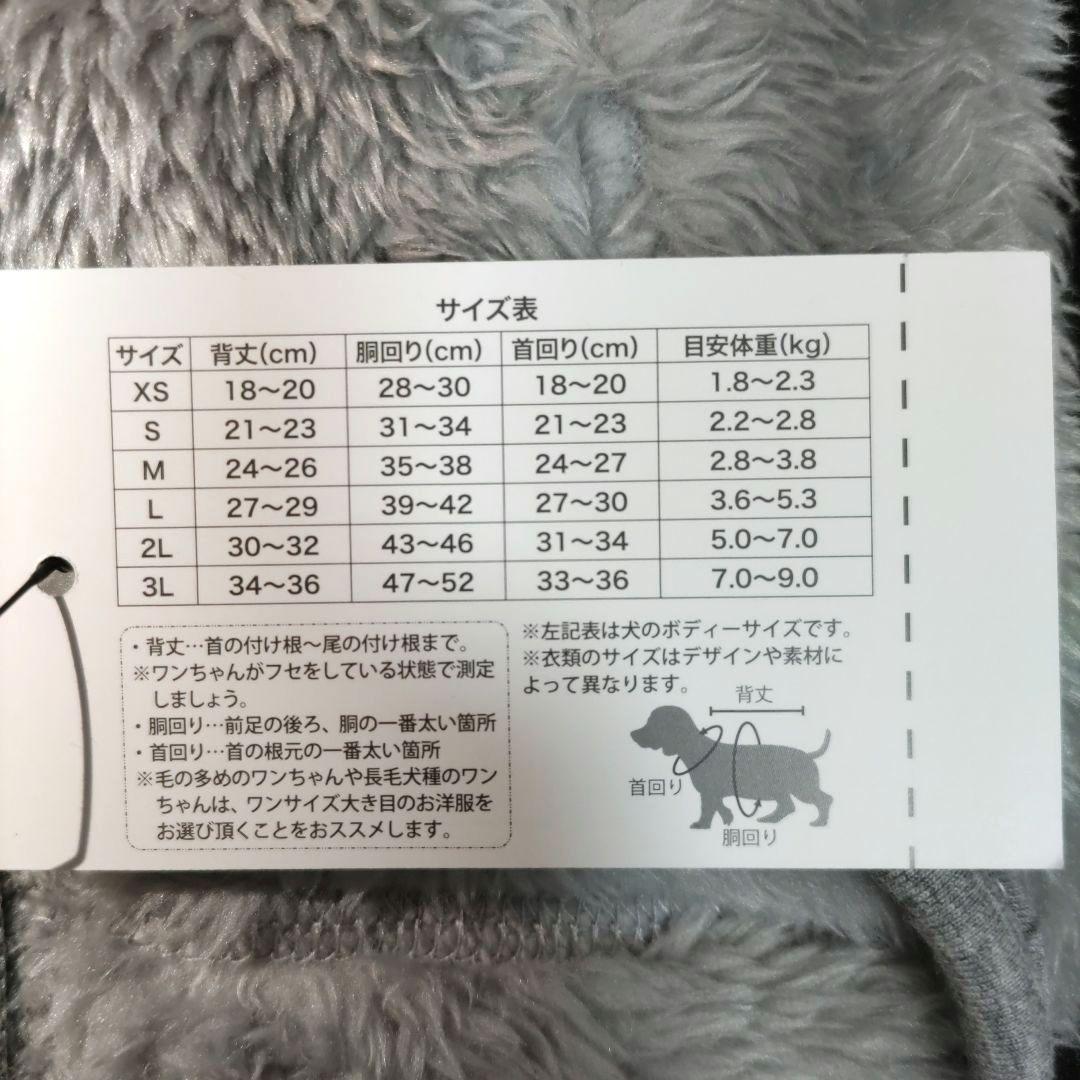 サイズ表
サイズ 背丈(cm) 胴回り(cm) 首回り(cm) 目安体重(kg)
XS 18～20 28～30 18～20 1.8～2.3
S 21～23 31～34 21～23 2.2～2.8
M 24～26 35～38 24～27 2.8～3.8
L 27～29 39～42 27～30 3.6～5.3
2L 30～32 43～46 31～34 5.0～7.0
3L 34～36 47～52 33～36 7.0～9.0
・背丈…首の付け根～尾の付け根まで。
※ワンちゃんがフセをしている状態で測定
しましょう。
・胴回り…前足の後ろ、胴の一番太い箇所
・首回り…首の根元の一番太い箇所
※毛の多めのワンちゃんや長毛犬種のワン
ちゃんは、ワンサイズ大き目のお洋服を
お選び頂くことをおススメします。
※左記表は犬のボディーサイズです。
※衣類のサイズはデザインや素材に
よって異なります。
背丈
首回り
胴回り